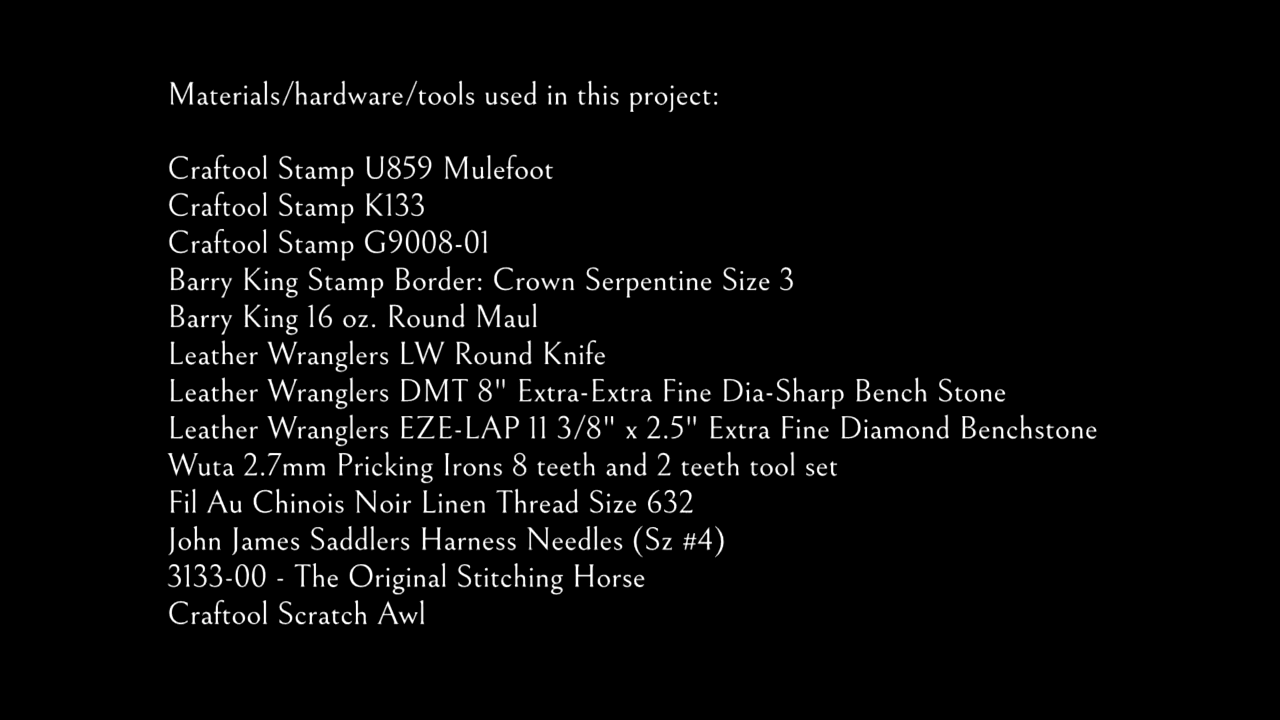 Materials/hardware/tools used in this project:
Craftool Stamp U859 Mulefoot
Craftool Stamp K133
Craftool Stamp G9008-01
Barry King Stamp Border: Crown Serpentine Size 3
Barry King 16 oz. Round Maul
Leather Wranglers LW Round Knife
Leather Wranglers DMT 8" Extra-Extra Fine Dia-Sharp Bench Stone
Leather Wranglers EZE-LAP 11 3/8" x 2.5" Extra Fine Diamond Benchstone
Wuta 2.7mm Pricking Irons 8 teeth and 2 teeth tool set
Fil Au Chinois Noir Linen Thread Size 632
John James Saddlers Harness Needles (Sz #4)
3133-00 - The Original Stitching Horse
Craftool Scratch Awl